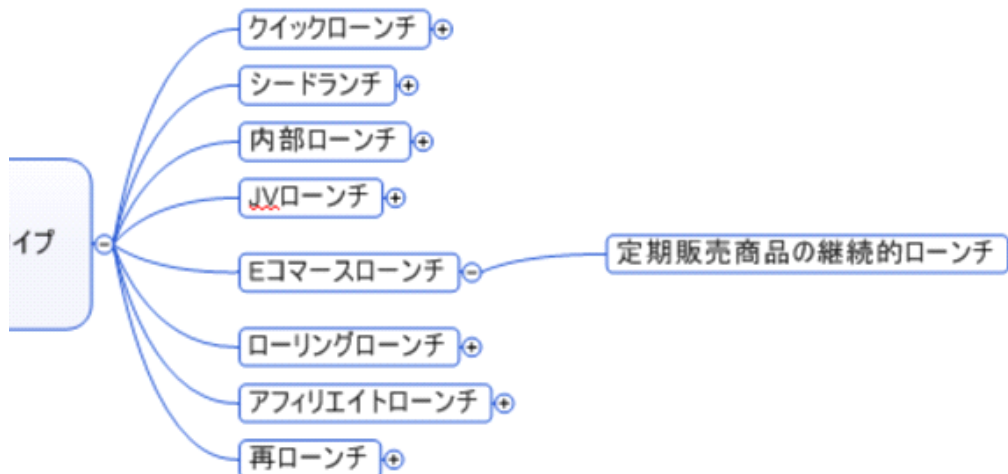 クイックローンチ
シードランチ
内部ローンチ
JVローンチ
イプ
Eコマースローンチ
定期販売商品の継続的ローンチ
ローリングローンチ
アフィリエイトローンチ
再ローンチ